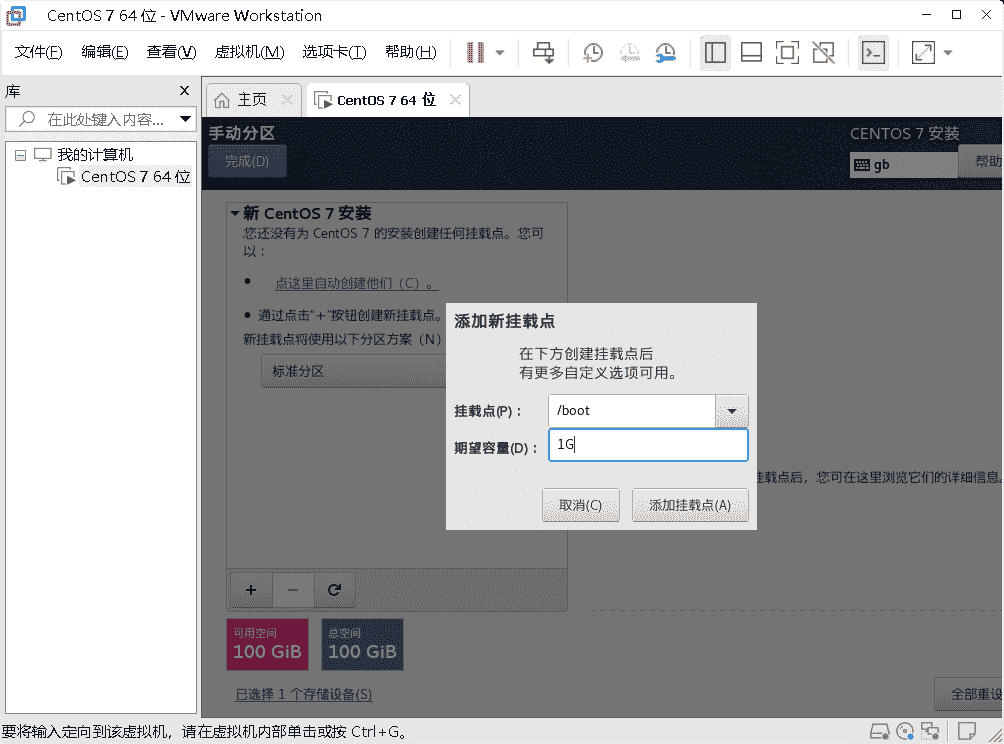 CentOS 7 64 位 - VMware Workstation
文件(F) 编辑(E) 查看(V) 虚拟机(M) 选项卡(T) 帮助(H)
库
主页
CentOS 7 64 位
在此处键入内容...
我的计算机
CentOS 7 64 位
手动分区
CENTOS 7 安装
完成(D)
gb
帮助
新 CentOS 7 安装
您还没有为 CentOS 7 的安装创建任何挂载点。您可
以：
点这里自动创建他们（C）。
通过点击“+”按钮创建新挂载点。
新挂载点将使用以下分区方案（N）
标准分区
添加新挂载点
在下方创建挂载点后
有更多自定义选项可用。
挂载点(P)：
/boot
期望容量(D)：
1G
取消(C)
添加挂载点(A)
挂载点后，您可在这里浏览它们的详细信息。
可用空间
100 GiB
总空间
100 GiB
已选择 1 个存储设备(S)
全部重设
要将输入定向到该虚拟机，请在虚拟机内部单击或按 Ctrl+G。